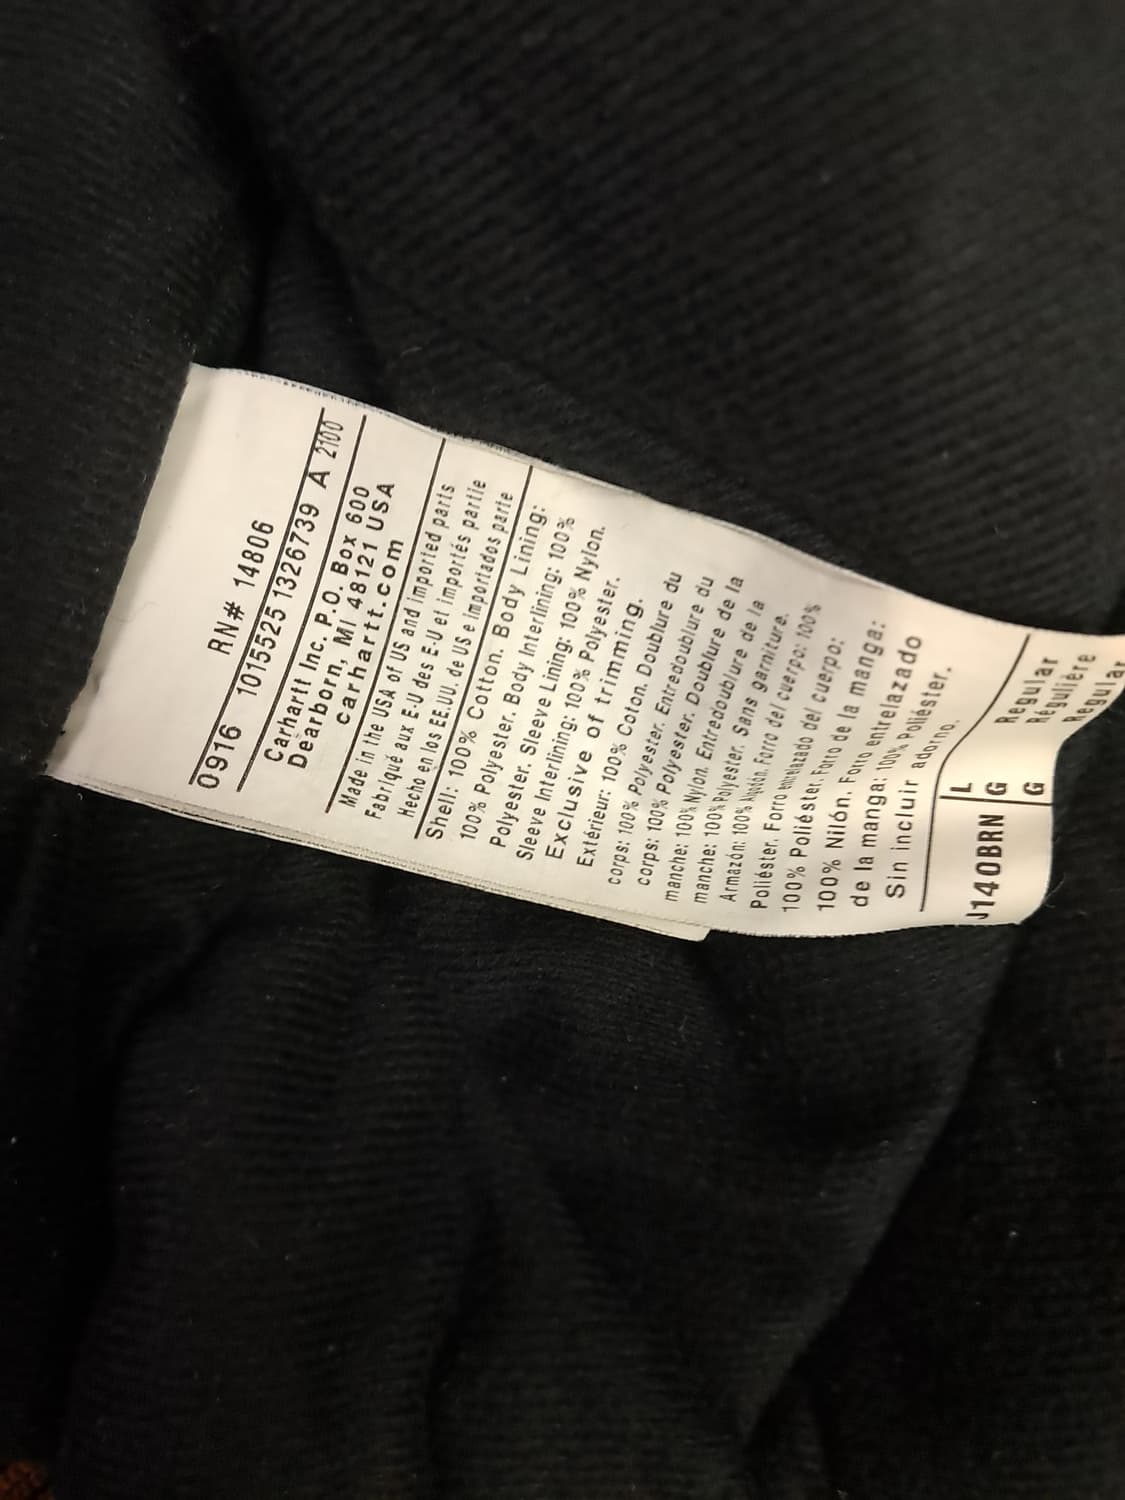 0916 RN# 14806
1015525 1326739 A 2100
Carhartt Inc. P.O. Box 600
Dearborn, MI 48121 USA
carhartt.com
Made in the USA of US and imported parts
Fabriqué aux E-U des E-U et importés partie
Hecho en los EE.UU. de US e importados parte
Shell: 100% Cotton. Body Lining:
100% Polyester. Body Interlining: 100%
Polyester. Sleeve Lining: 100% Nylon.
Sleeve Interlining: 100% Polyester.
Exclusive of trimming.
Extérieur: 100% Coton. Doublure du
corps: 100% Polyester. Entredoublure du
corps: 100% Polyester. Doublure de la
manche: 100% Nylon. Entredoublure de la
manche: 100% Polyester. Sans garniture.
Armazón: 100% Algodón. Forro del cuerpo: 100%
Poliéster. Forro entrelazado del cuerpo:
100% Poliéster. Forro de la manga:
100% Nilón. Forro entrelazado
de la manga: 100% Poliéster.
Sin incluir adorno.
J140BRN L Regular
G Régulière
G Regular